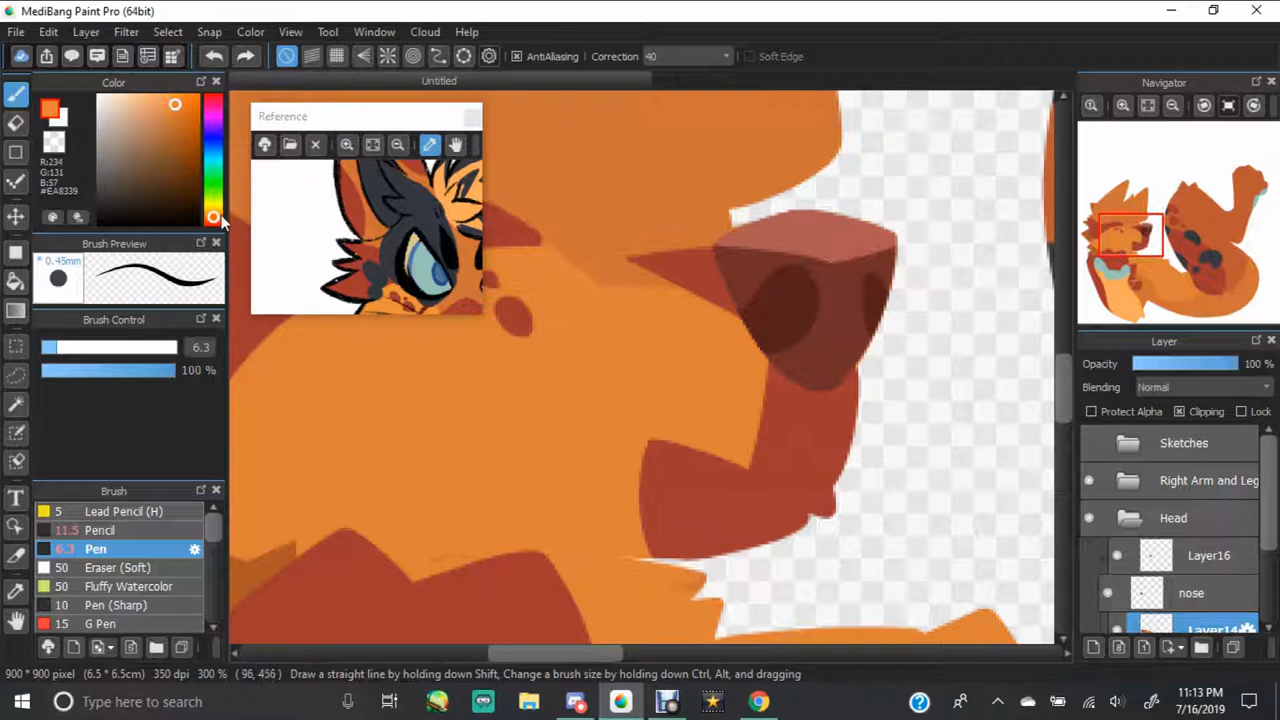 MediBang Paint Pro (64bit)
File Edit Layer Filter Select Snap Color View Tool Window Cloud Help
AntiAliasing Correction 40 Soft Edge
Color
Untitled
Navigator
Reference
R:234
G:131
B:57
#EA8339
Brush Preview
* 0.45mm
Brush Control
6.3
100 %
Layer
Opacity 100 %
Blending Normal
Protect Alpha Clipping Lock
Sketches
Right Arm and Leg
Head
Layer16
nose
Layer14
Brush
5 Lead Pencil (H)
11.5 Pencil
6.3 Pen
50 Eraser (Soft)
50 Fluffy Watercolor
10 Pen (Sharp)
15 G Pen
900 * 900 pixel (6.5 * 6.5cm) 350 dpi 300 % ( 96, 456) Draw a straight line by holding down Shift, Change a brush size by holding down Ctrl, Alt, and dragging
Type here to search
11:13 PM
7/16/2019